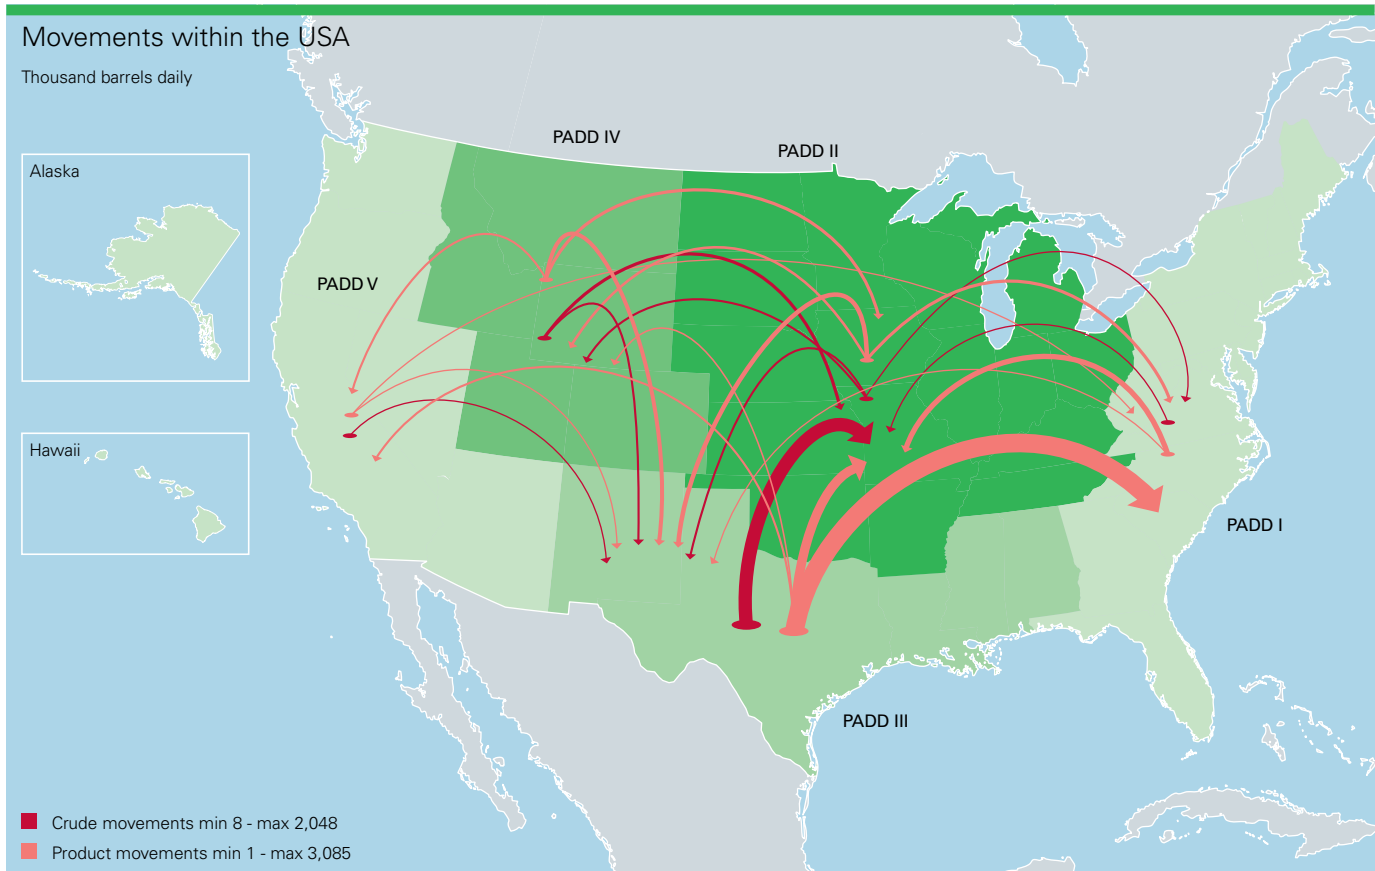 Movements within the USA
Thousand barrels daily
PADD IV
PADD II
Alaska
PADD V
Hawaii
PADD I
PADD III
Crude movements min 8 - max 2,048
Product movements min 1 - max 3,085